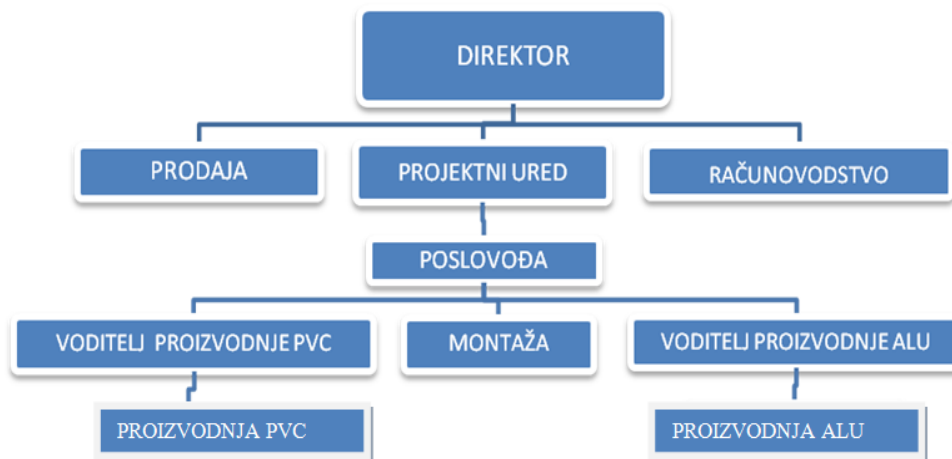 DIREKTOR
PRODAJA
PROJEKTNI URED
RAČUNOVODSTVO
POSLOVOĐA
VODITELJ PROIZVODNJE PVC
MONTAŽA
VODITELJ PROIZVODNJE ALU
PROIZVODNJA PVC
PROIZVODNJA ALU